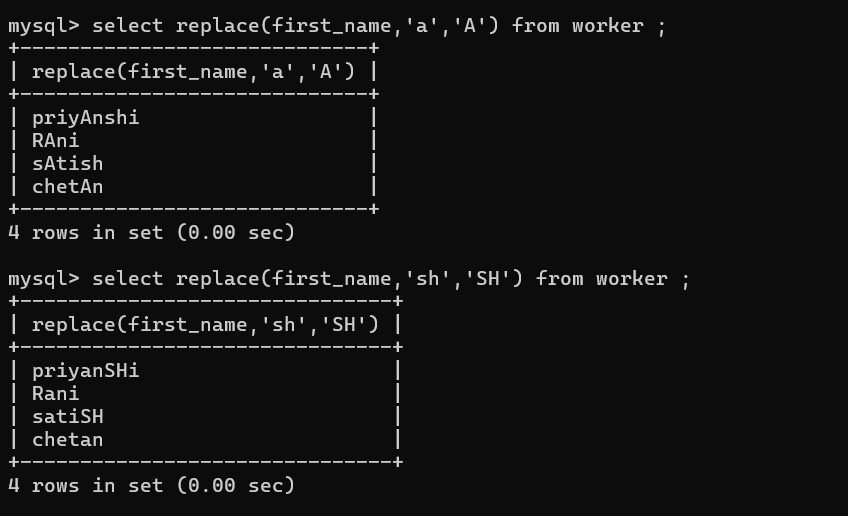 mysql> select replace(first_name,'a','A') from worker ;
+-----------------------------+
| replace(first_name,'a','A') |
+-----------------------------+
| priyAnshi                   |
| RAni                        |
| sAtish                      |
| chetAn                      |
+-----------------------------+
4 rows in set (0.00 sec)
mysql> select replace(first_name,'sh','SH') from worker ;
+-------------------------------+
| replace(first_name,'sh','SH') |
+-------------------------------+
| priyanSHi                     |
| Rani                          |
| satiSH                        |
| chetan                        |
+-------------------------------+
4 rows in set (0.00 sec)